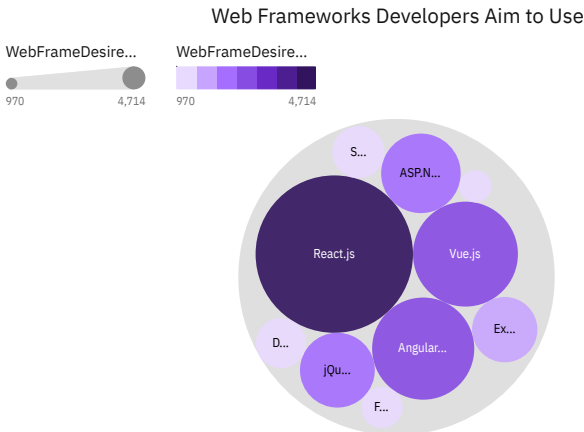 Web Frameworks Developers Aim to Use
WebFrameDesire... WebFrameDesire...
970 4,714 970 4,714
S...
ASP.N...
React.js
Vue.js
Ex...
D...
Angular...
jQu...
F...